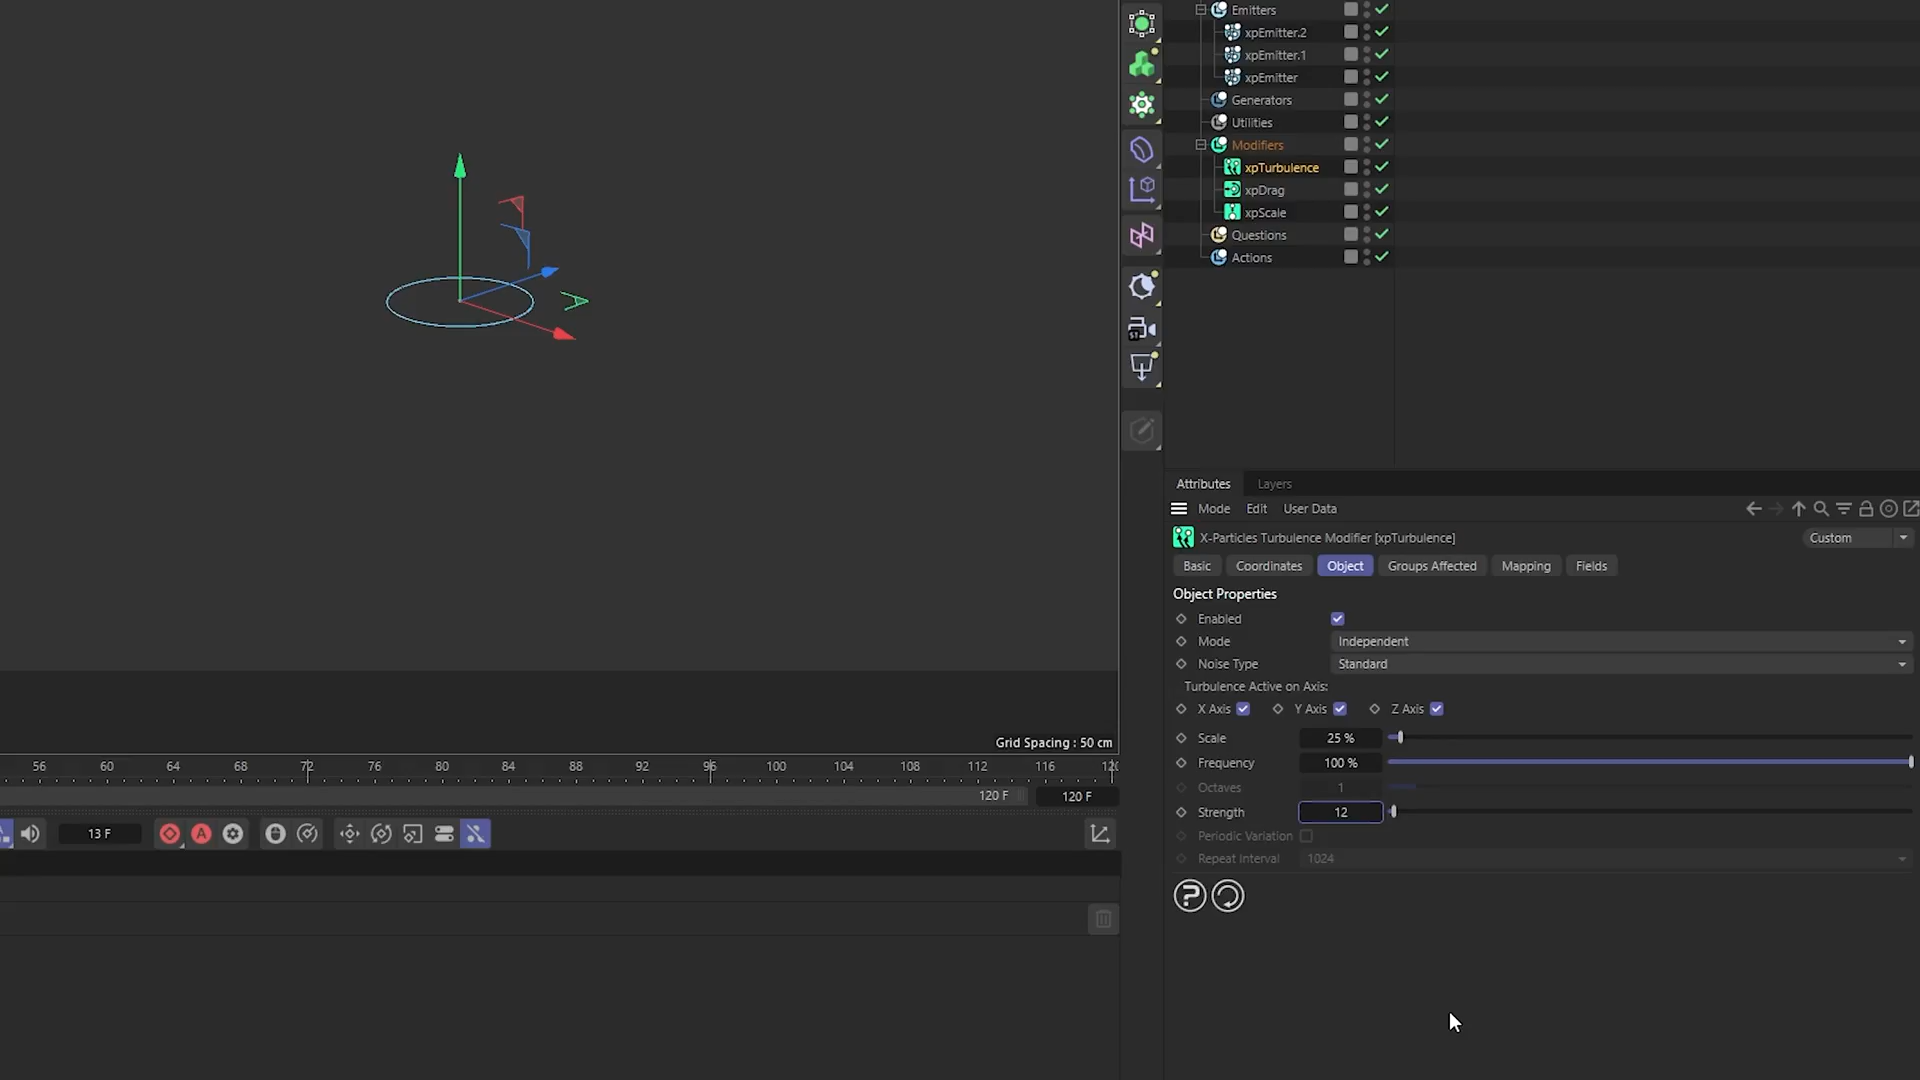 Emitters
xpEmitter.2
xpEmitter.1
xpEmitter
Generators
Utilities
Modifiers
xpTurbulence
xpDrag
xpScale
Questions
Actions
Attributes Layers
Mode Edit User Data
X-Particles Turbulence Modifier [xpTurbulence] Custom
Basic Coordinates Object Groups Affected Mapping Fields
Object Properties
Enabled
Mode Independent
Noise Type Standard
Turbulence Active on Axis:
X Axis Y Axis Z Axis
Scale 25 %
Frequency 100 %
Octaves 1
Strength 12
Periodic Variation
Repeat Interval 1024
Grid Spacing : 50 cm
56 60 64 68 72 76 80 84 88 92 96 100 104 108 112 116
120 F 120 F
13 F A
ST